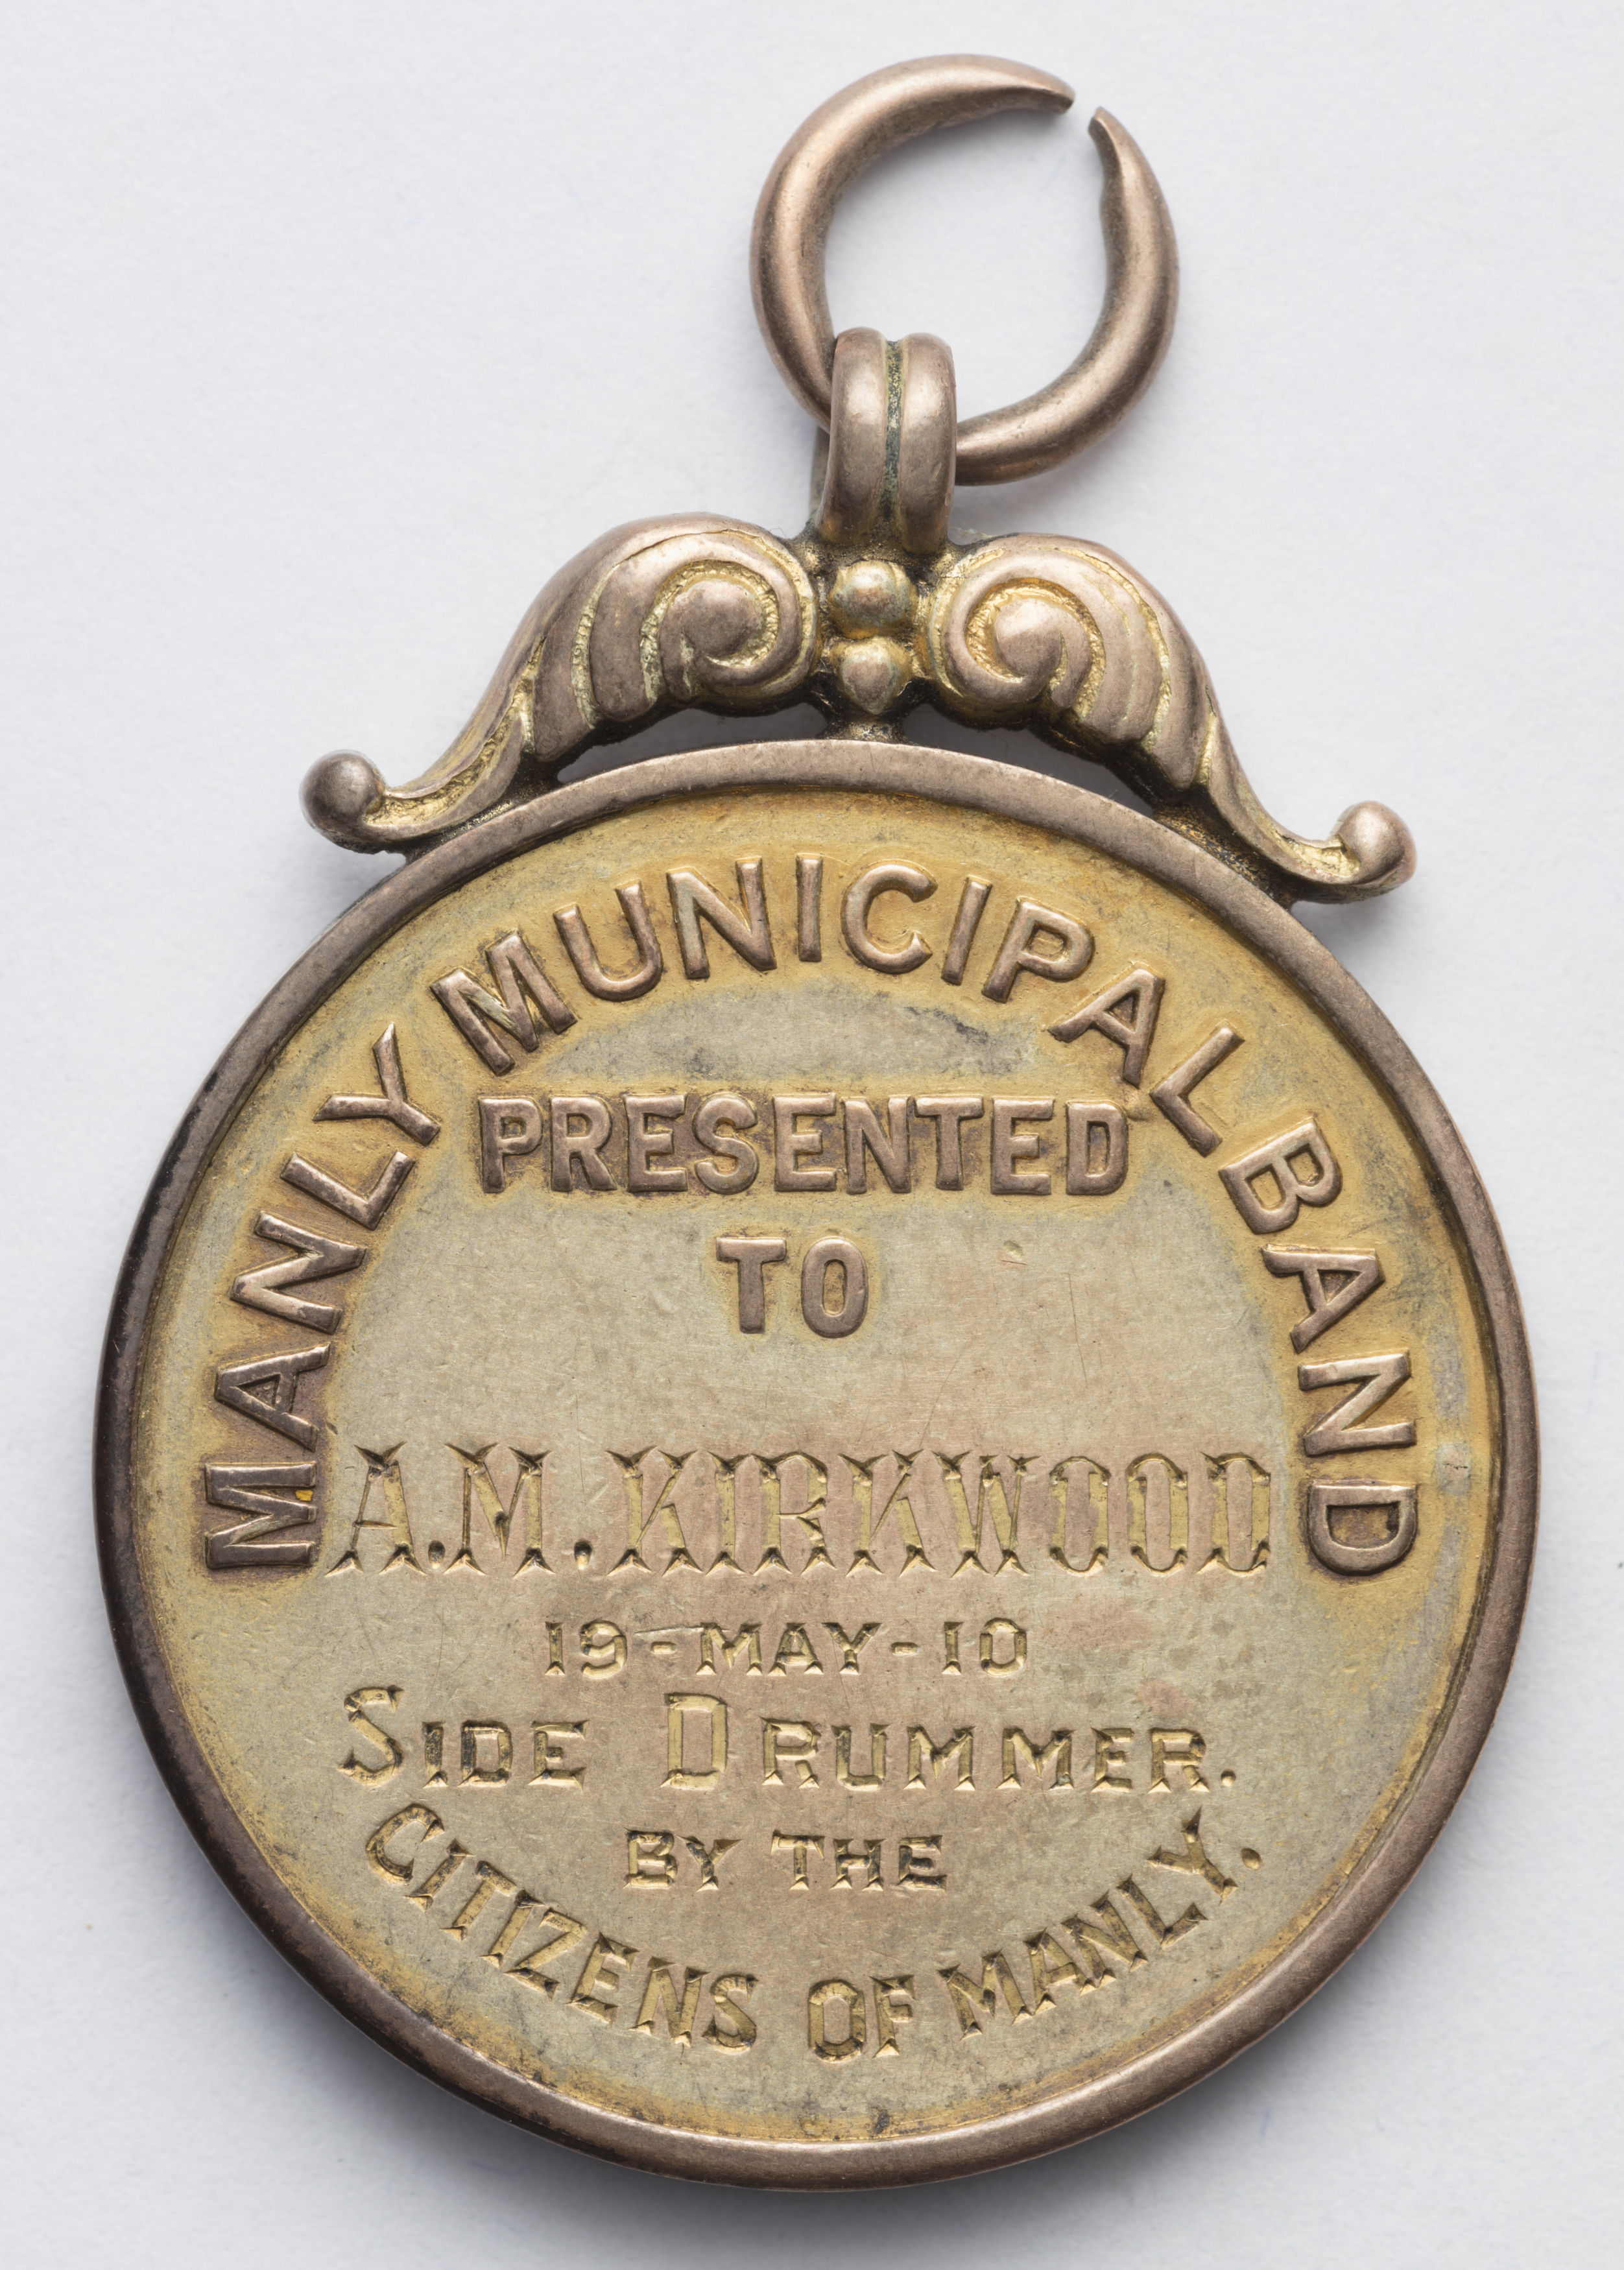 MANLY MUNICIPAL BAND
PRESENTED
TO
A.M.KIRKWOOD
19-MAY-10
SIDE DRUMMER.
BY THE
CITIZENS OF MANLY.